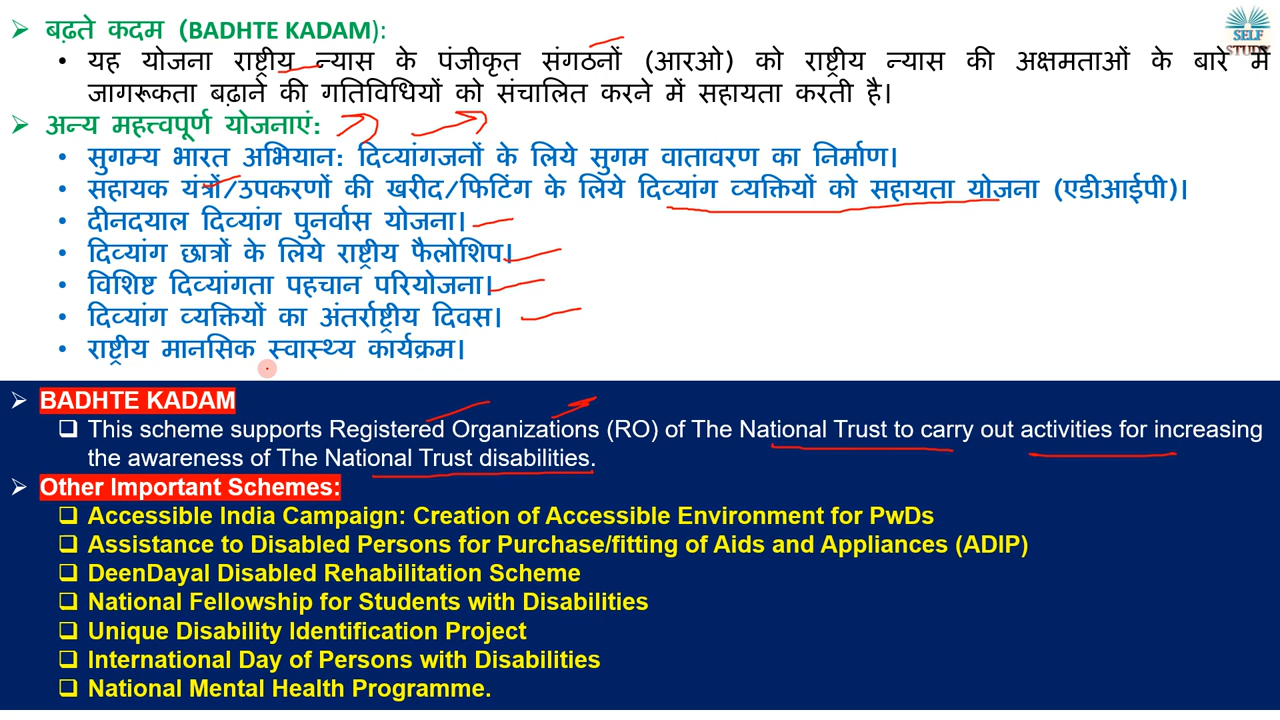 ➢ बढ़ते कदम (BADHTE KADAM):
SELF
STUDY
• यह योजना राष्ट्रीय न्यास के पंजीकृत संगठनों (आरओ) को राष्ट्रीय न्यास की अक्षमताओं के बारे में
जागरूकता बढ़ाने की गतिविधियों को संचालित करने में सहायता करती है।
➢ अन्य महत्त्वपूर्ण योजनाएं:
• सुगम्य भारत अभियान: दिव्यांगजनों के लिये सुगम वातावरण का निर्माण।
• सहायक यंत्रों/उपकरणों की खरीद/फिटिंग के लिये दिव्यांग व्यक्तियों को सहायता योजना (एडीआईपी)।
• दीनदयाल दिव्यांग पुनर्वास योजना।
• दिव्यांग छात्रों के लिये राष्ट्रीय फैलोशिप।
• विशिष्ट दिव्यांगता पहचान परियोजना।
• दिव्यांग व्यक्तियों का अंतर्राष्ट्रीय दिवस।
• राष्ट्रीय मानसिक स्वास्थ्य कार्यक्रम।
➢ BADHTE KADAM
❑ This scheme supports Registered Organizations (RO) of The National Trust to carry out activities for increasing
the awareness of The National Trust disabilities.
➢ Other Important Schemes:
❑ Accessible India Campaign: Creation of Accessible Environment for PwDs
❑ Assistance to Disabled Persons for Purchase/fitting of Aids and Appliances (ADIP)
❑ DeenDayal Disabled Rehabilitation Scheme
❑ National Fellowship for Students with Disabilities
❑ Unique Disability Identification Project
❑ International Day of Persons with Disabilities
❑ National Mental Health Programme.